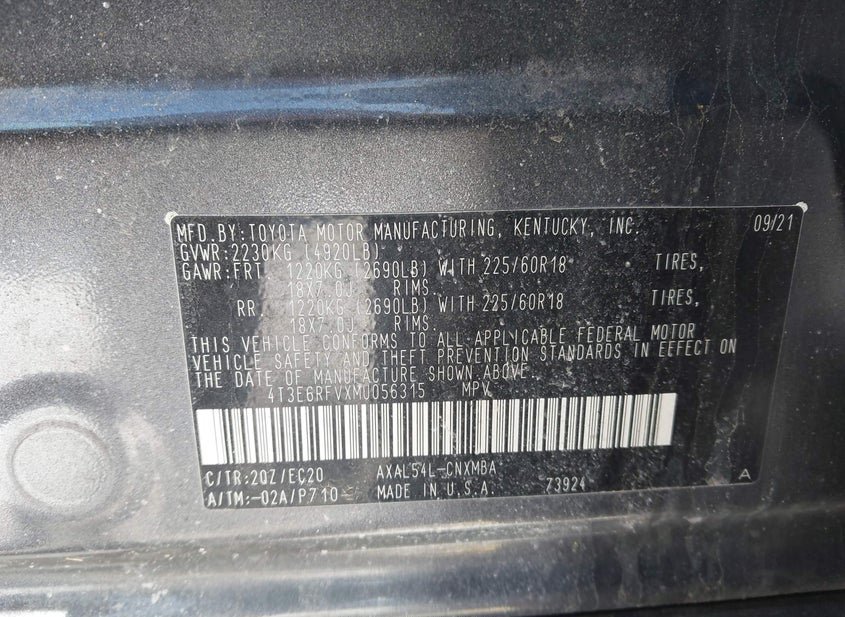 MFD.BY:TOYOTA MOTOR MANUFACTURING, KENTUCKY, INC. 09/21
GVWR:2230KG (4920LB)
GAWR:FRT. 1220KG (2690LB) WITH 225/60R18 TIRES,
18X7.0J RIMS
RR. 1220KG (2690LB) WITH 225/60R18 TIRES,
18X7.0J RIMS
THIS VEHICLE CONFORMS TO ALL APPLICABLE FEDERAL MOTOR
VEHICLE SAFETY AND THEFT PREVENTION STANDARDS IN EFFECT ON
THE DATE OF MANUFACTURE SHOWN ABOVE.
4T3E6RFVXMU056315 MPV
C/TR:2QZ/EC20 AXAL54L-CNXMBA
A/TM:-02A/P710 MADE IN U.S.A. 73924 A